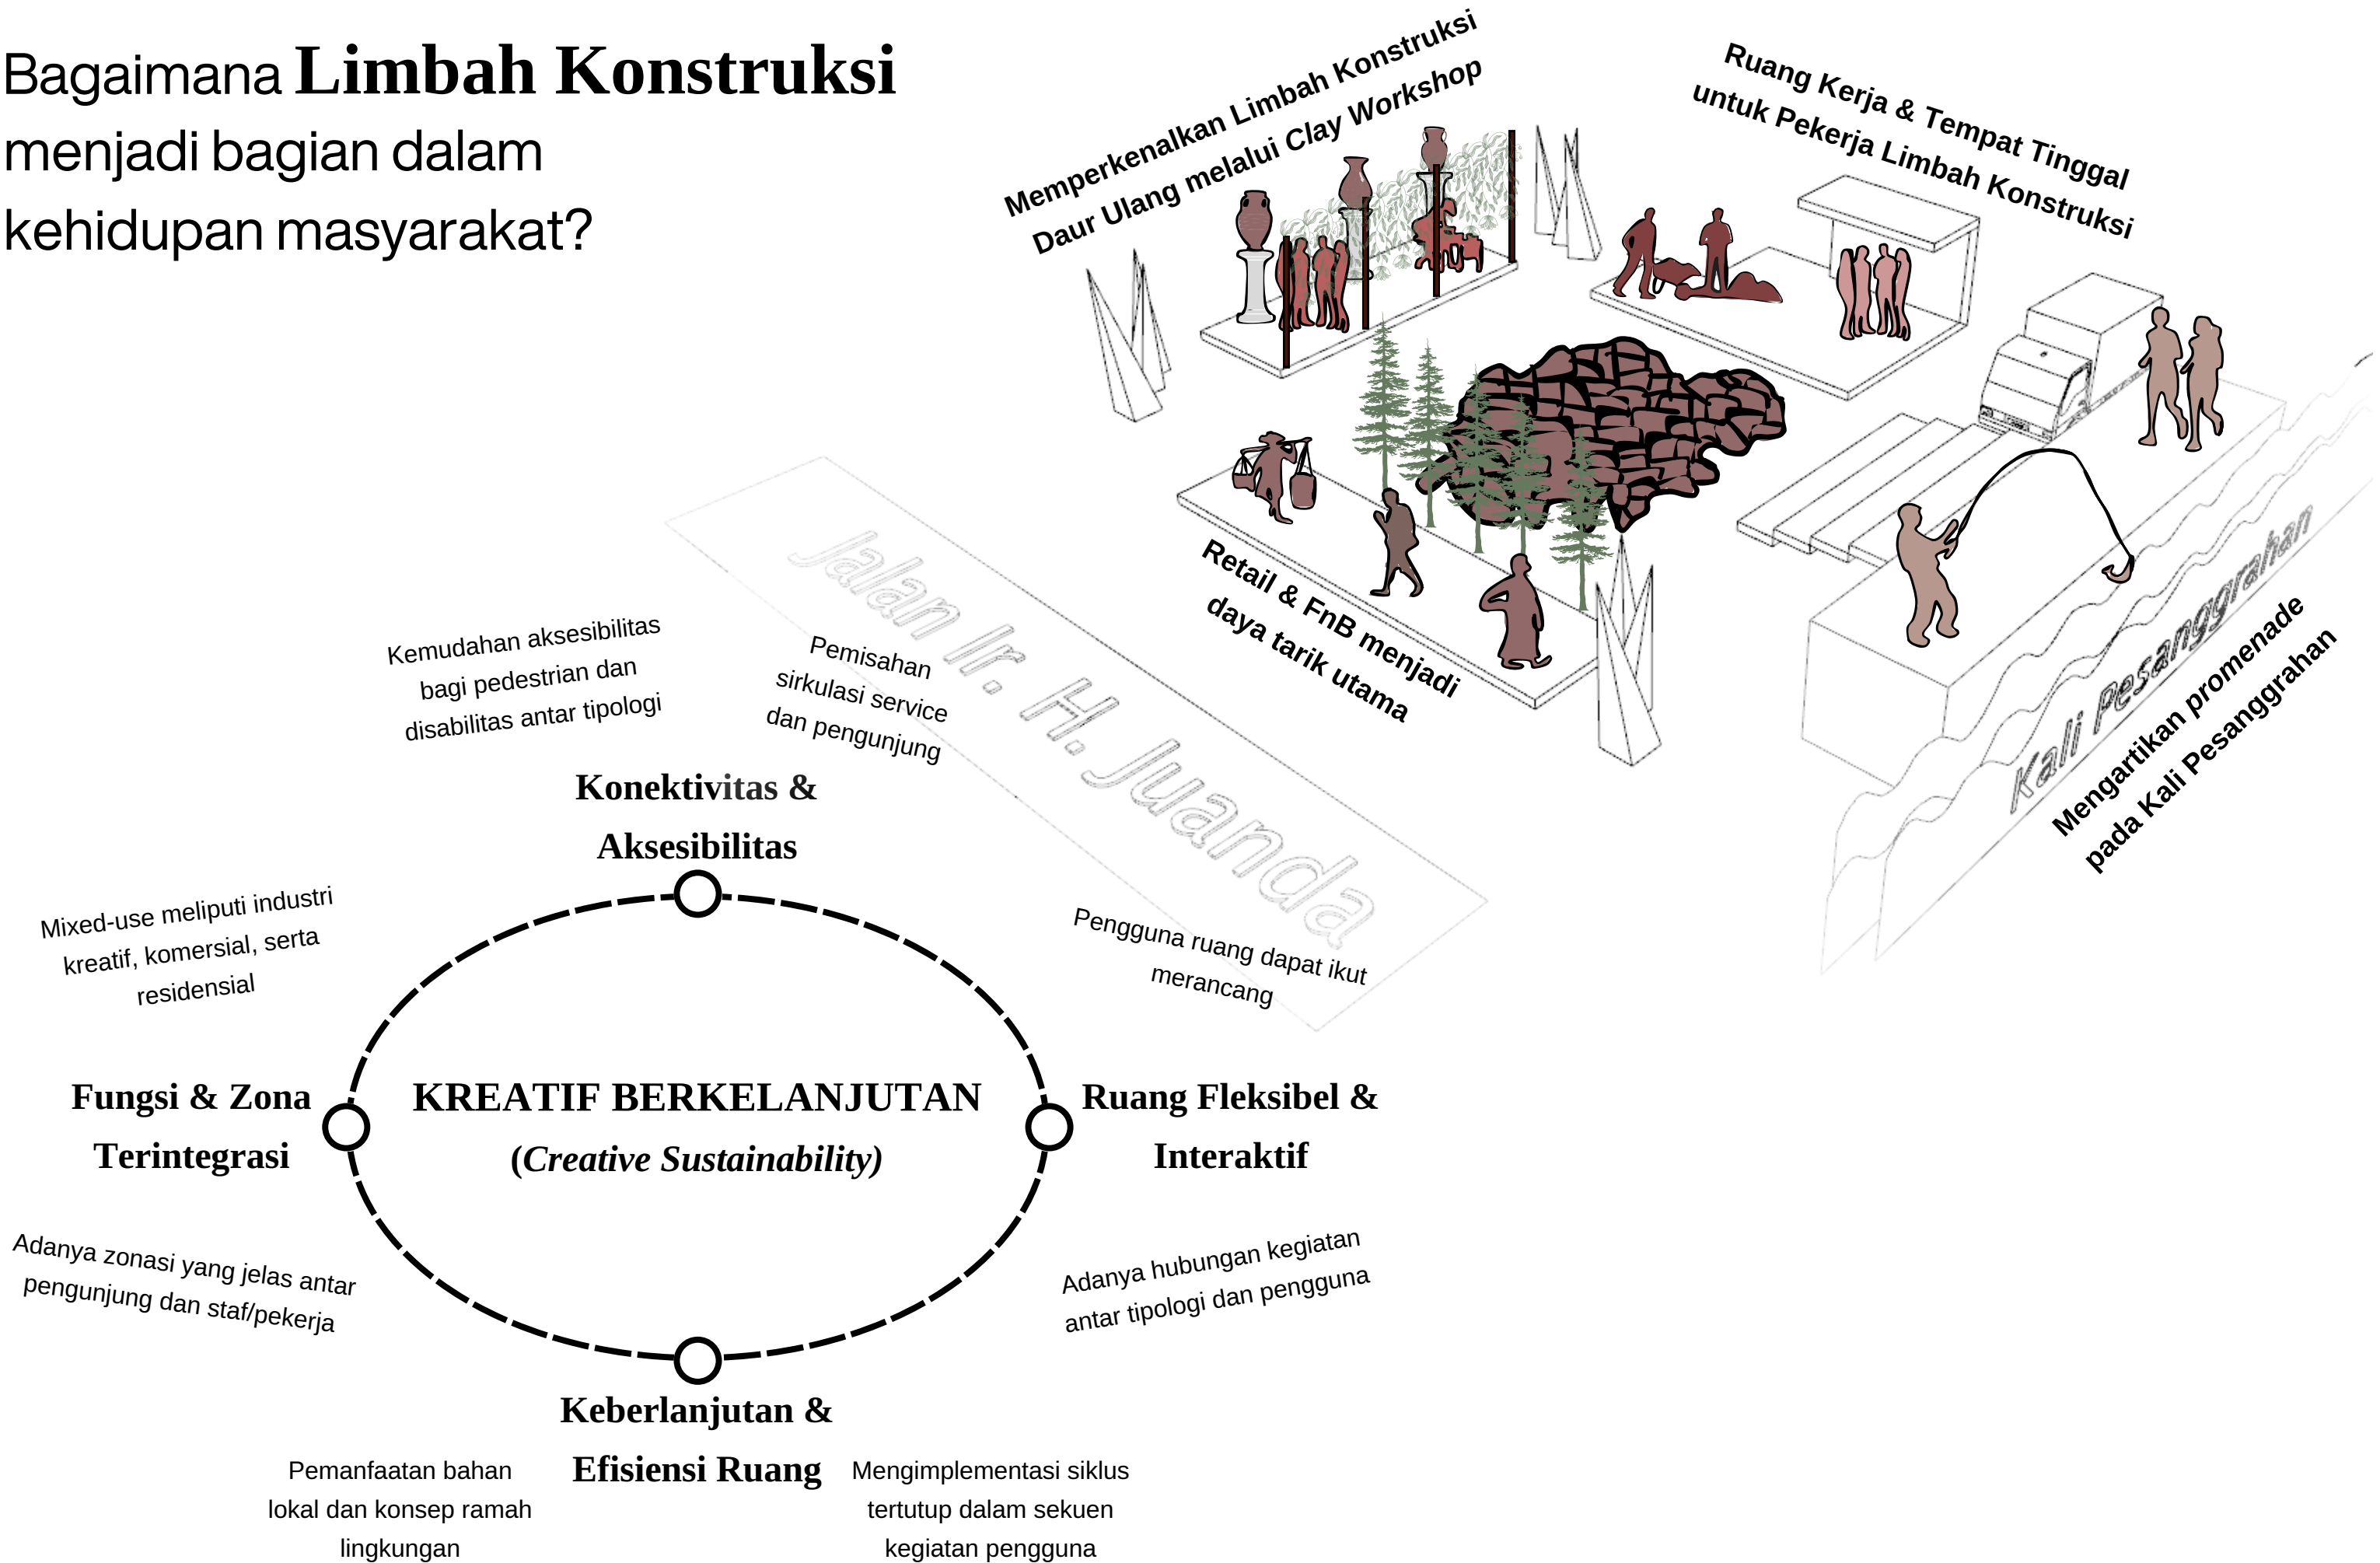 Bagaimana Limbah Konstruksi
menjadi bagian dalam
kehidupan masyarakat?
Memperkenalkan Limbah Konstruksi
Daur Ulang melalui Clay Workshop
Ruang Kerja & Tempat Tinggal
untuk Pekerja Limbah Konstruksi
Retail & FnB menjadi
daya tarik utama
Kali Pesanggrahan
Mengartikan promenade
pada Kali Pesanggrahan
Jalan Ir. H. Juanda
Kemudahan aksesibilitas
bagi pedestrian dan
disabilitas antar tipologi
Pemisahan
sirkulasi service
dan pengunjung
Konektivitas &
Aksesibilitas
Mixed-use meliputi industri
kreatif, komersial, serta
residensial
Pengguna ruang dapat ikut
merancang
Fungsi & Zona
Terintegrasi
KREATIF BERKELANJUTAN
(Creative Sustainability)
Ruang Fleksibel &
Interaktif
Adanya zonasi yang jelas antar
pengunjung dan staf/pekerja
Adanya hubungan kegiatan
antar tipologi dan pengguna
Keberlanjutan &
Efisiensi Ruang
Pemanfaatan bahan
lokal dan konsep ramah
lingkungan
Mengimplementasi siklus
tertutup dalam sekuen
kegiatan pengguna